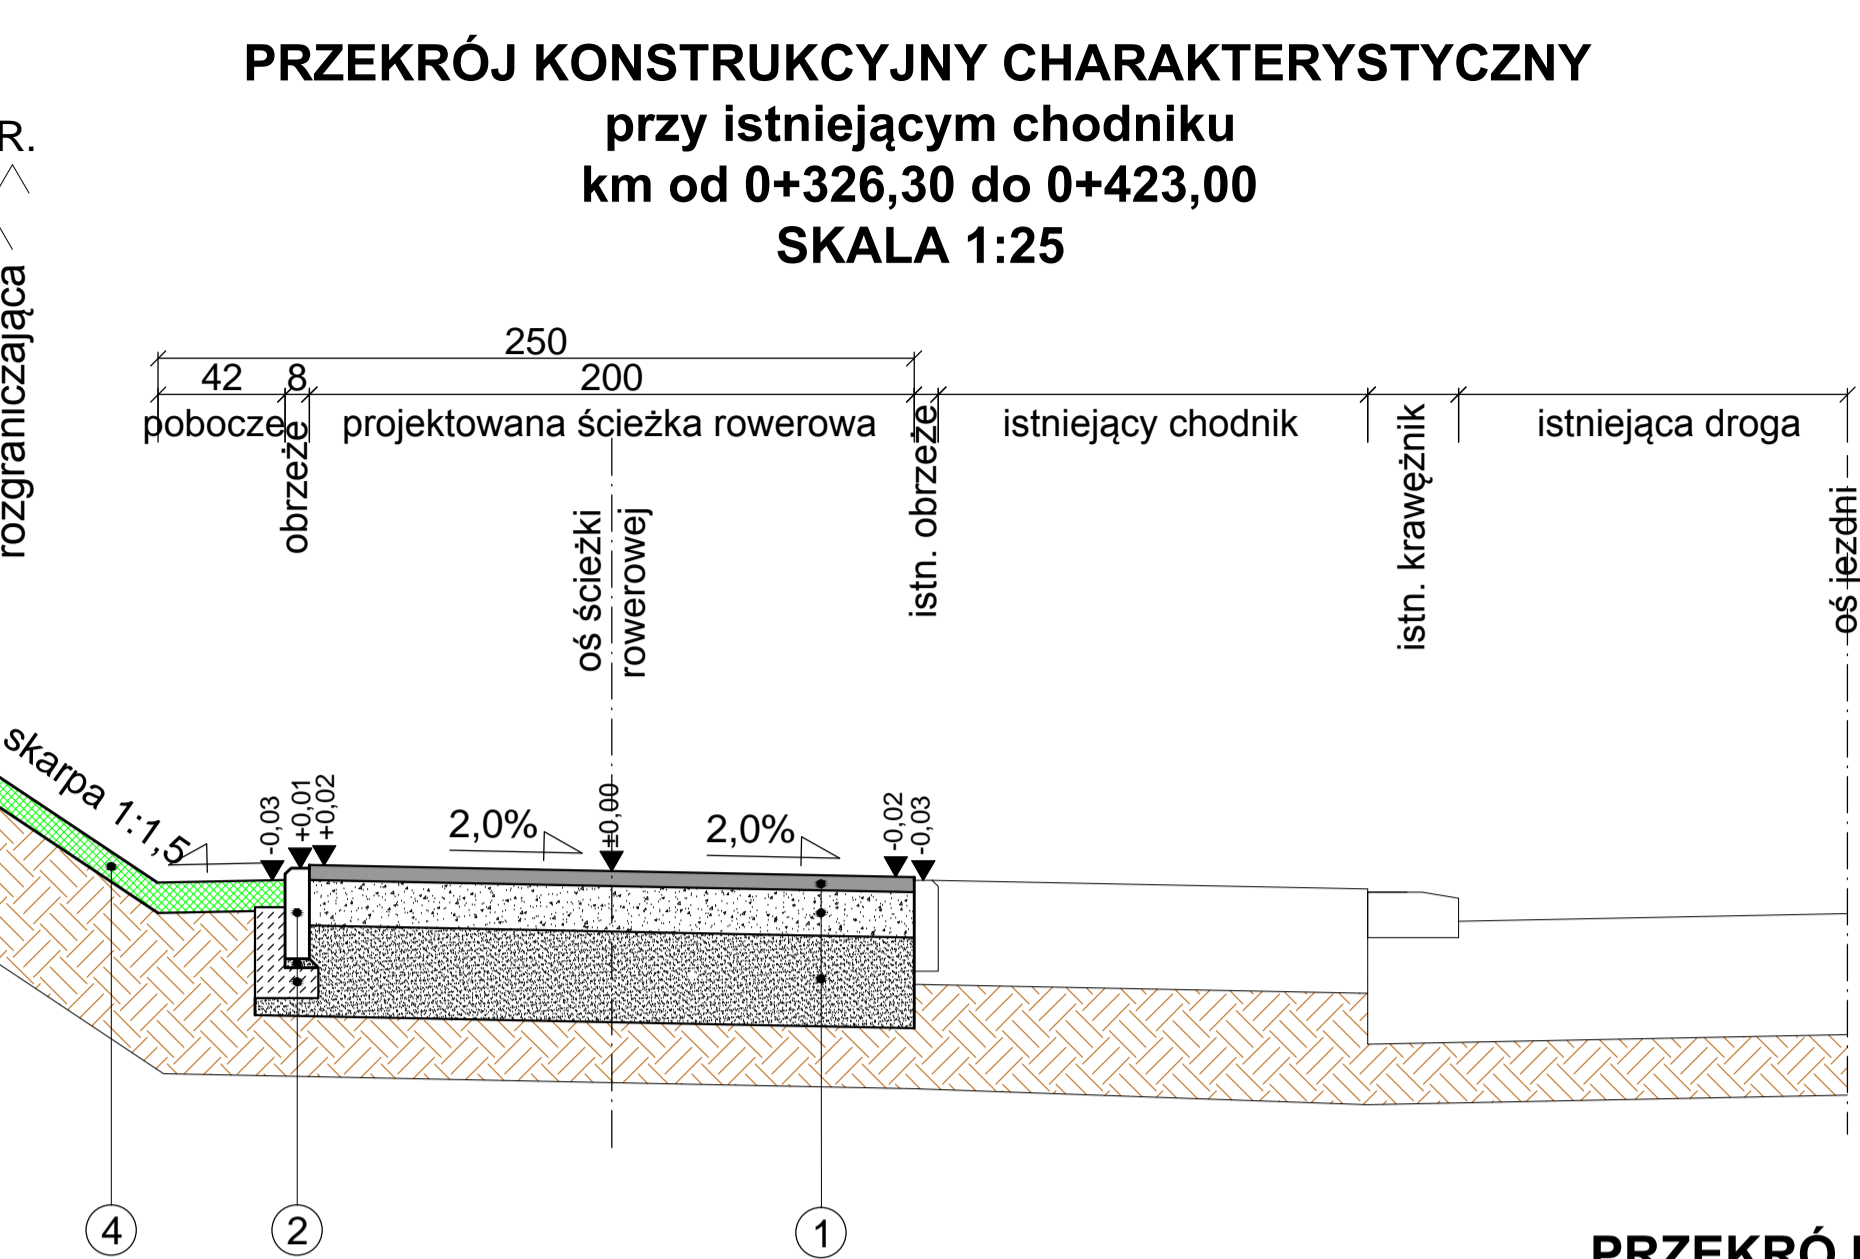 PRZEKRÓJ KONSTRUKCYJNY CHARAKTERYSTYCZNY
przy istniejącym chodniku
km od 0+326,30 do 0+423,00
SKALA 1:25
R.
rozgraniczająca
250
42 8 200
pobocze projektowana ścieżka rowerowa istniejący chodnik istniejąca droga
obrzeże
oś ścieżki
rowerowej
istn. obrzeże
istn. krawężnik
oś jezdni
skarpa 1:1,5
-0,03
+0,01
+0,02
2,0%
±0,00
2,0%
-0,02
-0,03
4 2 1